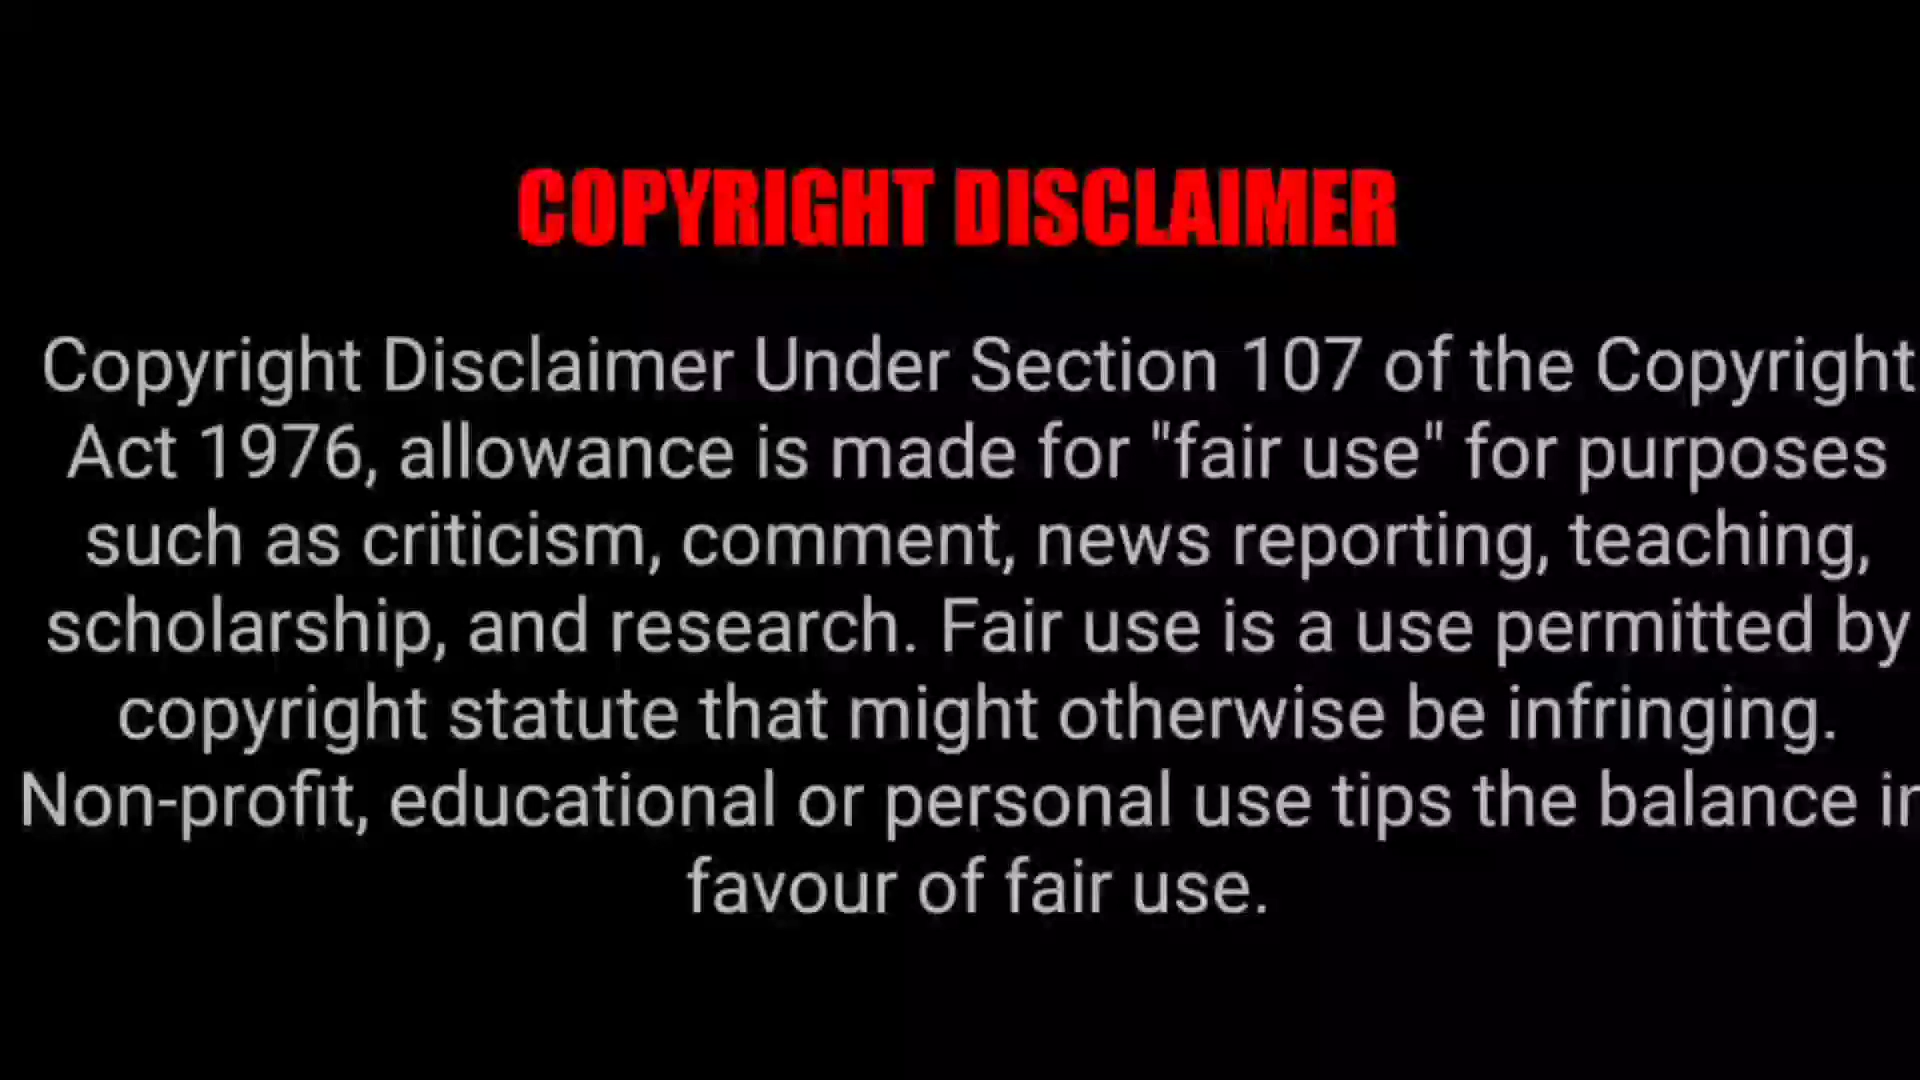 COPYRIGHT DISCLAIMER
Copyright Disclaimer Under Section 107 of the Copyright
Act 1976, allowance is made for "fair use" for purposes
such as criticism, comment, news reporting, teaching,
scholarship, and research. Fair use is a use permitted by
copyright statute that might otherwise be infringing.
Non-profit, educational or personal use tips the balance in
favour of fair use.